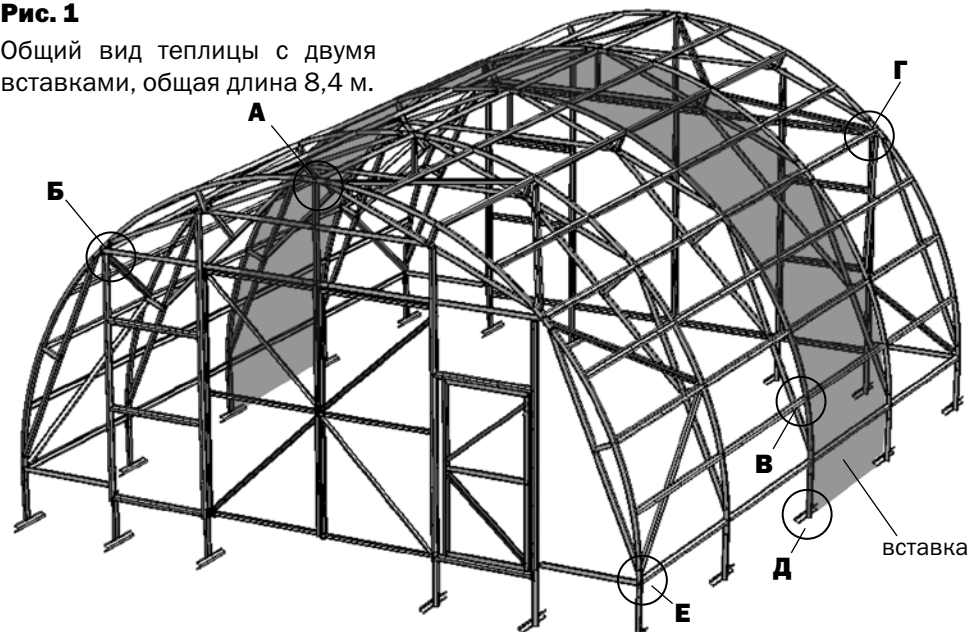 Рис. 1
Общий вид теплицы с двумя
вставками, общая длина 8,4 м.
А
Г
Б
В
вставка
Д
Е